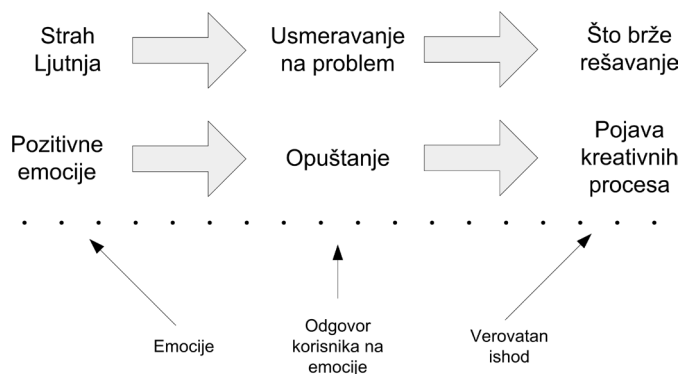 Strah
Ljutnja
Usmeravanje
na problem
Što brže
rešavanje
Pozitivne
emocije
Opuštanje
Pojava
kreativnih
procesa
Emocije
Odgovor
korisnika na
emocije
Verovatan
ishod